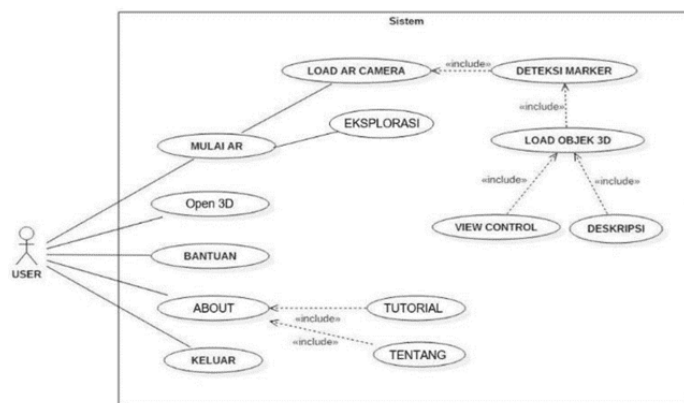 Sistem
LOAD AR CAMERA
«include»
DETEKSI MARKER
«include»
EKSPLORASI
MULAI AR
LOAD OBJEK 3D
«include»
«include»
Open 3D
VIEW CONTROL
DESKRIPSI
USER
BANTUAN
ABOUT
«include»
TUTORIAL
«include»
KELUAR
TENTANG